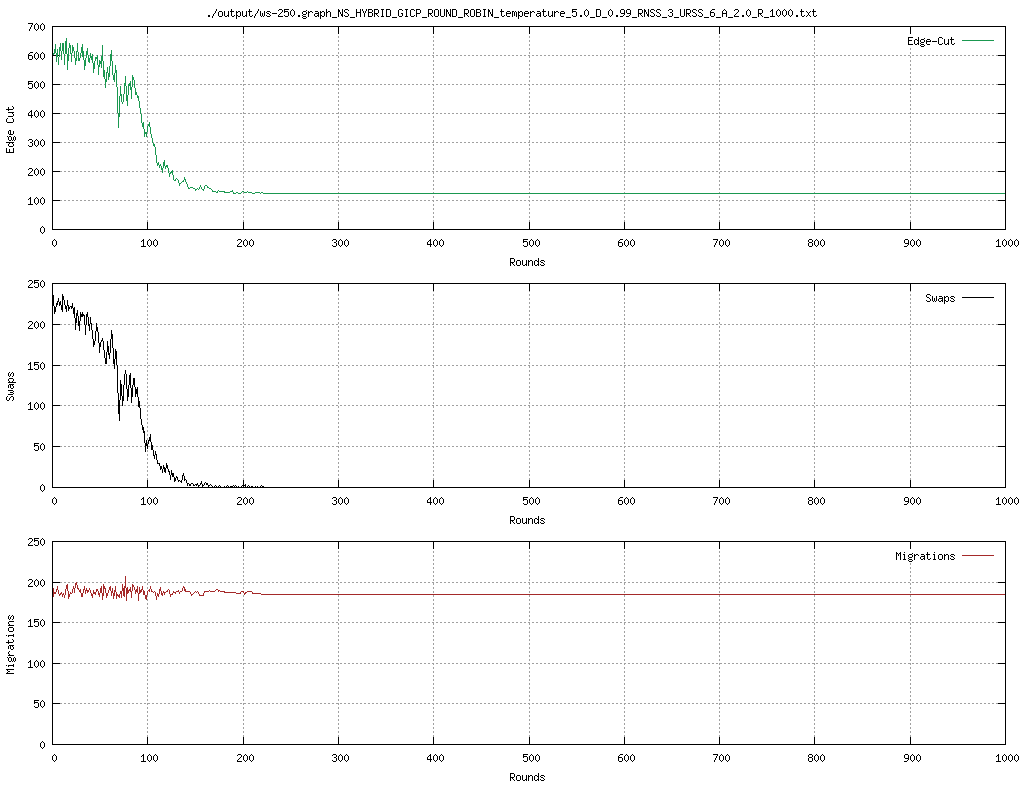 ./output/ws-250.graph_NS_HYBRID_GICP_ROUND_ROBIN_temperature_5.0_D_0.99_RNSS_3_URSS_6_A_2.0_R_1000.txt
700
600
500
400
300
200
100
0
Edge Cut
Edge-Cut
0 100 200 300 400 500 600 700 800 900 1000
Rounds
250
200
150
100
50
0
Swaps
Swaps
0 100 200 300 400 500 600 700 800 900 1000
Rounds
250
200
150
100
50
0
Migrations
Migrations
0 100 200 300 400 500 600 700 800 900 1000
Rounds